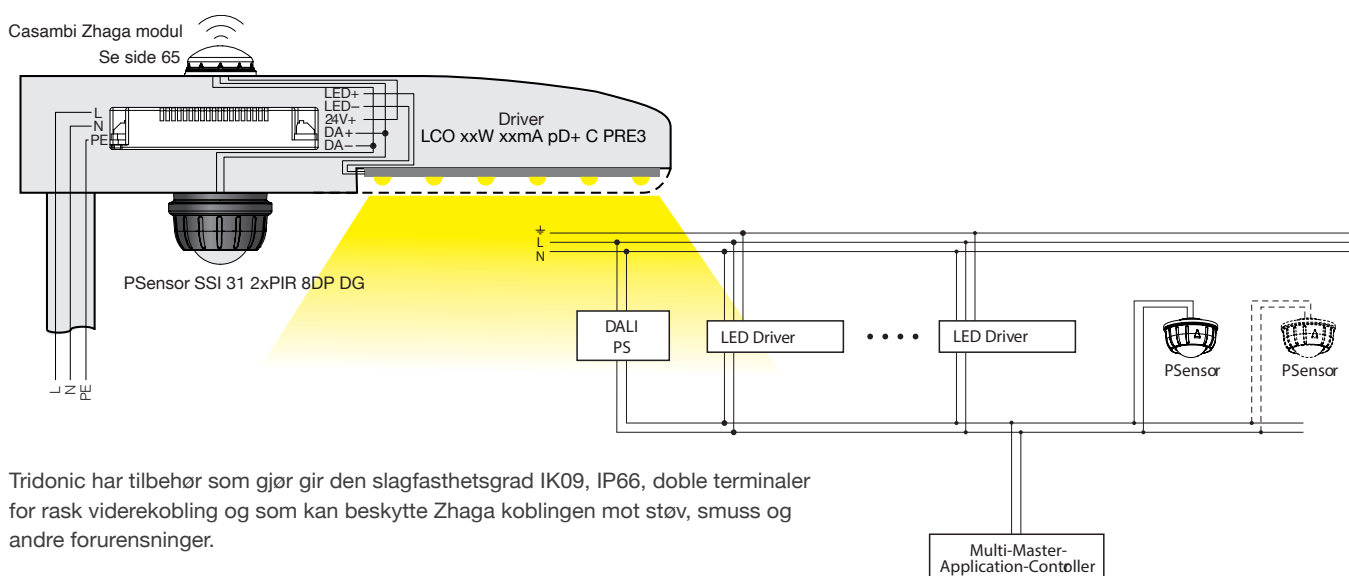 Casambi Zhaga modul
Se side 65
LED+
LED−
24V+
DA+
DA−
L
N
PE
Driver
LCO xxW xxmA pD+ C PRE3
PSensor SSI 31 2xPIR 8DP DG
L
N
PE
L
N
DALI
PS
LED Driver
LED Driver
PSensor
PSensor
Tridonic har tilbehør som gjør gir den slagfasthetsgrad IK09, IP66, doble terminaler
for rask viderekobling og som kan beskytte Zhaga koblingen mot støv, smuss og
andre forurensninger.
Multi-Master-
Application-Controller